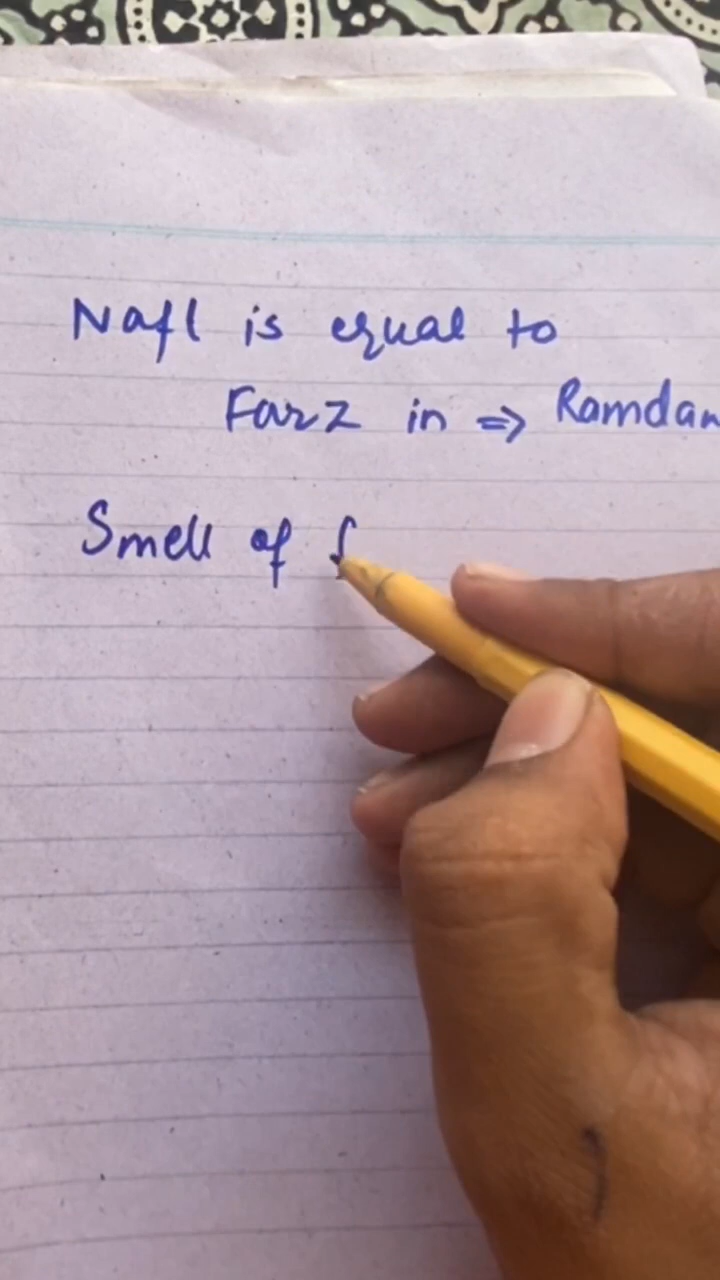 Nafl is equal to
Farz in ⇒ Ramdan
Smell of f